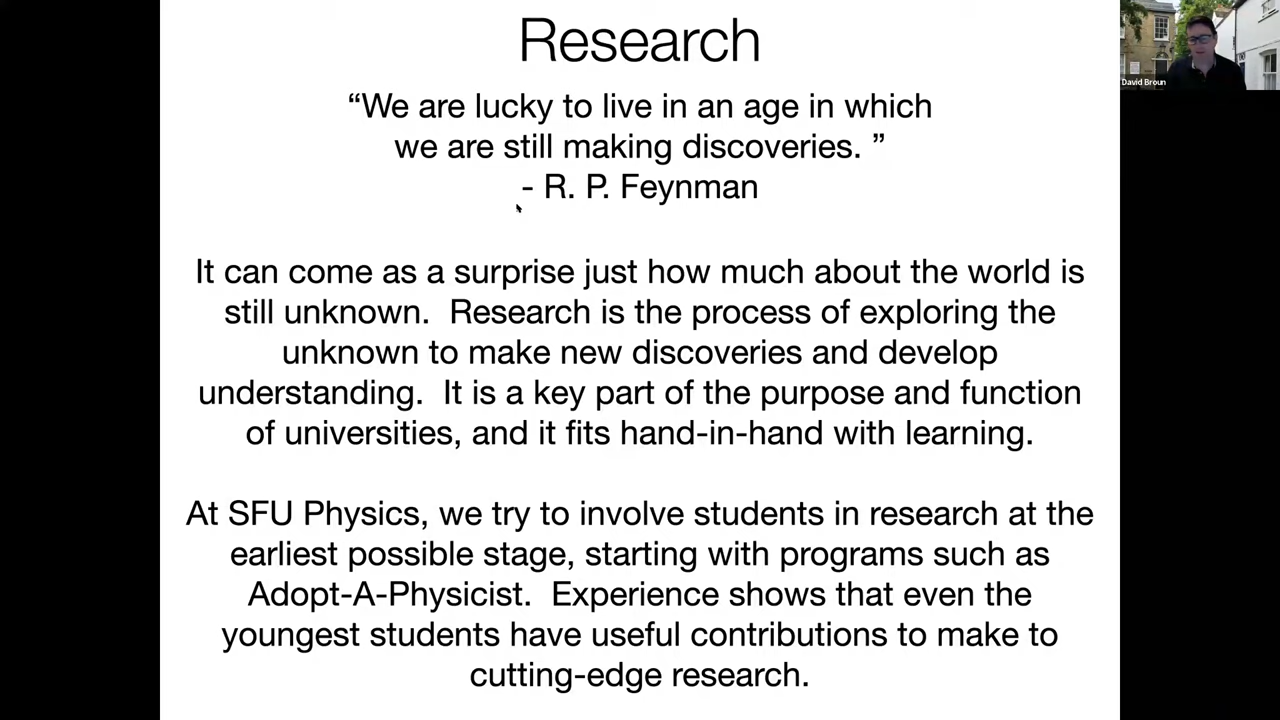 Research
“We are lucky to live in an age in which
we are still making discoveries. ”
- R. P. Feynman
It can come as a surprise just how much about the world is
still unknown.  Research is the process of exploring the
unknown to make new discoveries and develop
understanding.  It is a key part of the purpose and function
of universities, and it fits hand-in-hand with learning.
At SFU Physics, we try to involve students in research at the
earliest possible stage, starting with programs such as
Adopt-A-Physicist.  Experience shows that even the
youngest students have useful contributions to make to
cutting-edge research.
David Broun